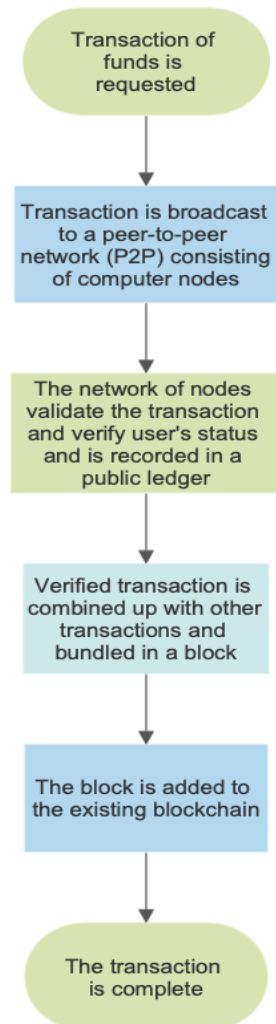 Transaction of
funds is
requested
Transaction is broadcast
to a peer-to-peer
network (P2P) consisting
of computer nodes
The network of nodes
validate the transaction
and verify user's status
and is recorded in a
public ledger
Verified transaction is
combined up with other
transactions and
bundled in a block
The block is added to
the existing blockchain
The transaction
is complete